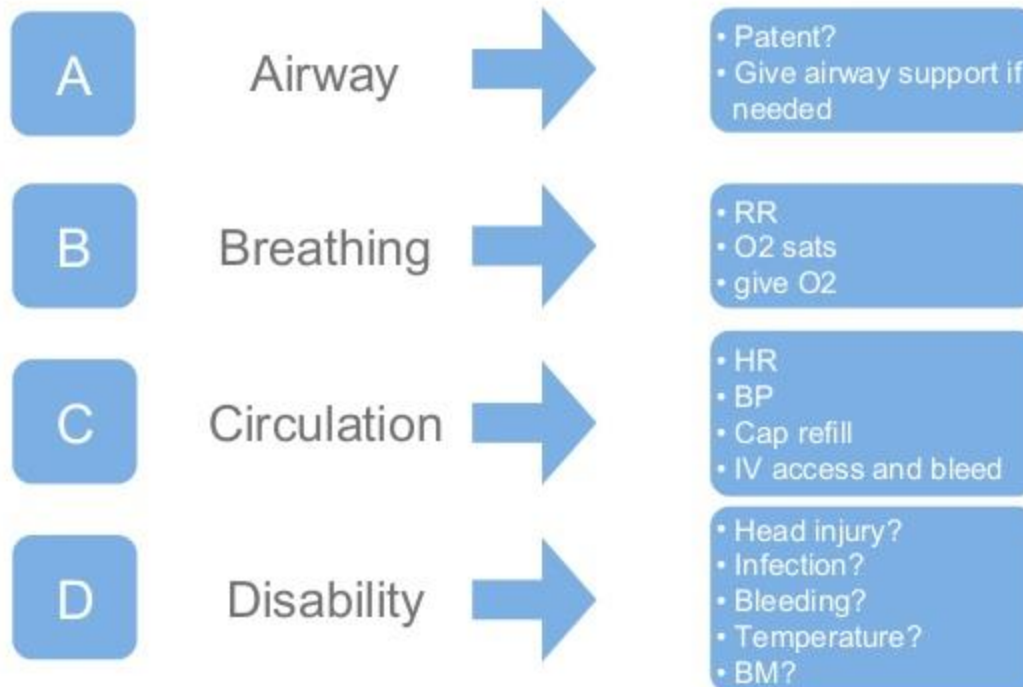 A
Airway
• Patent?
• Give airway support if
needed
B
Breathing
• RR
• O2 sats
• give O2
C
Circulation
• HR
• BP
• Cap refill
• IV access and bleed
D
Disability
• Head injury?
• Infection?
• Bleeding?
• Temperature?
• BM?